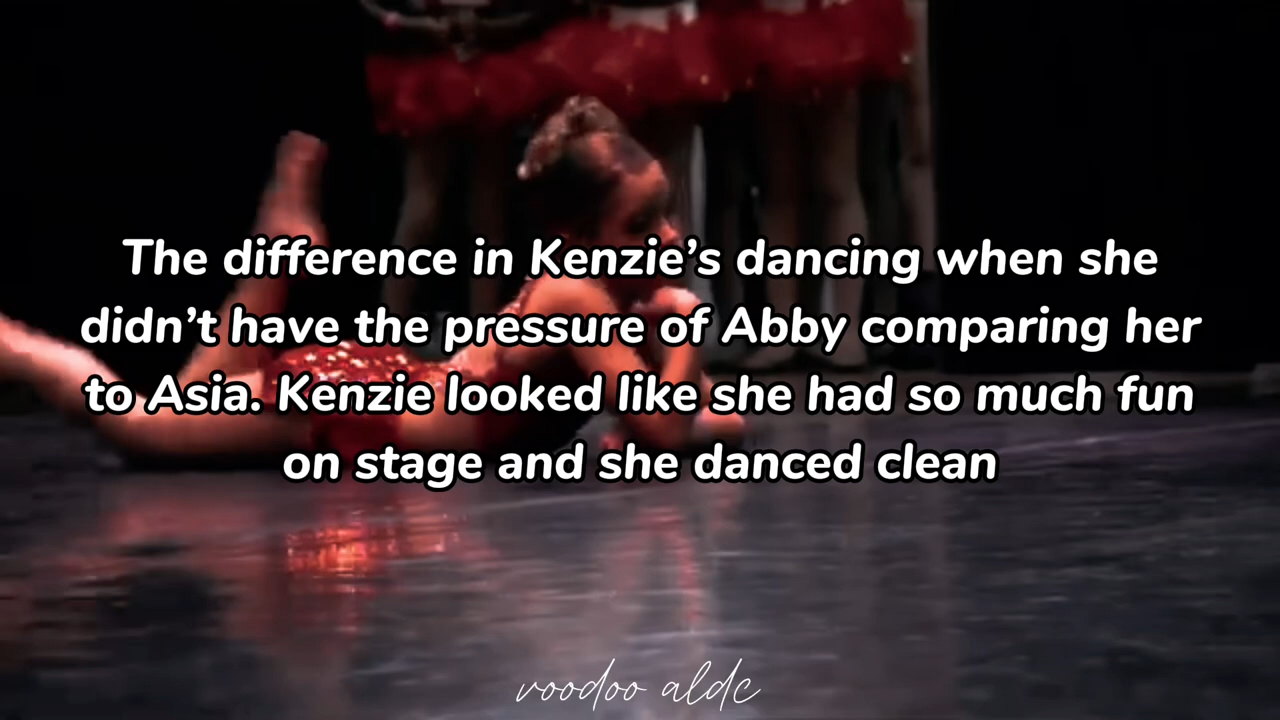 The difference in Kenzie’s dancing when she
didn’t have the pressure of Abby comparing her
to Asia. Kenzie looked like she had so much fun
on stage and she danced clean
voodoo aldc